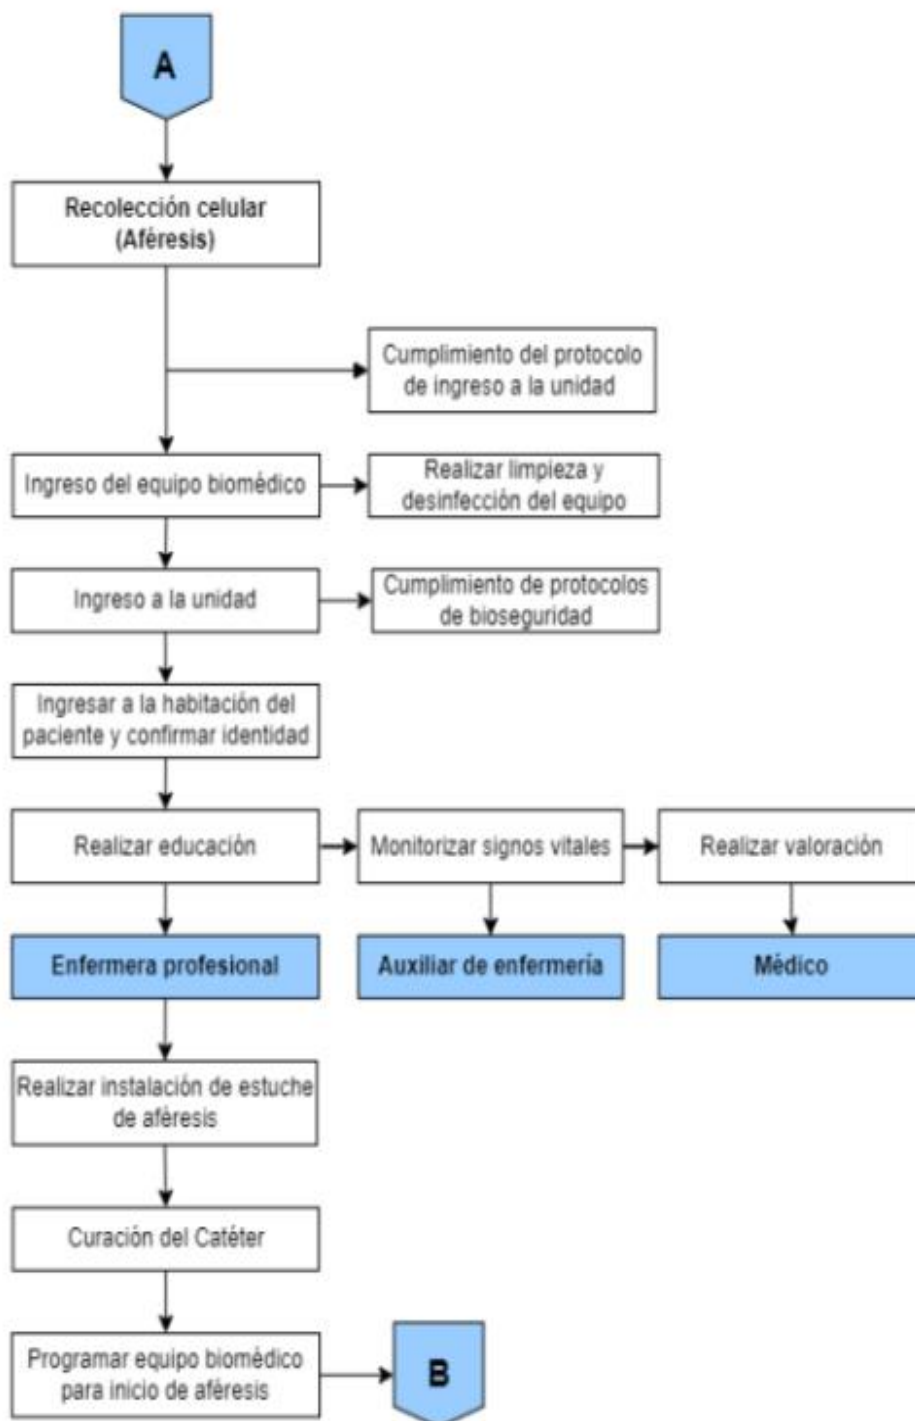 A
Recolección celular
(Aféresis)
Cumplimiento del protocolo
de ingreso a la unidad
Ingreso del equipo biomédico
Realizar limpieza y
desinfección del equipo
Ingreso a la unidad
Cumplimiento de protocolos
de bioseguridad
Ingresar a la habitación del
paciente y confirmar identidad
Realizar educación
Monitorizar signos vitales
Realizar valoración
Enfermera profesional
Auxiliar de enfermería
Médico
Realizar instalación de estuche
de aféresis
Curación del Catéter
Programar equipo biomédico
para inicio de aféresis
B